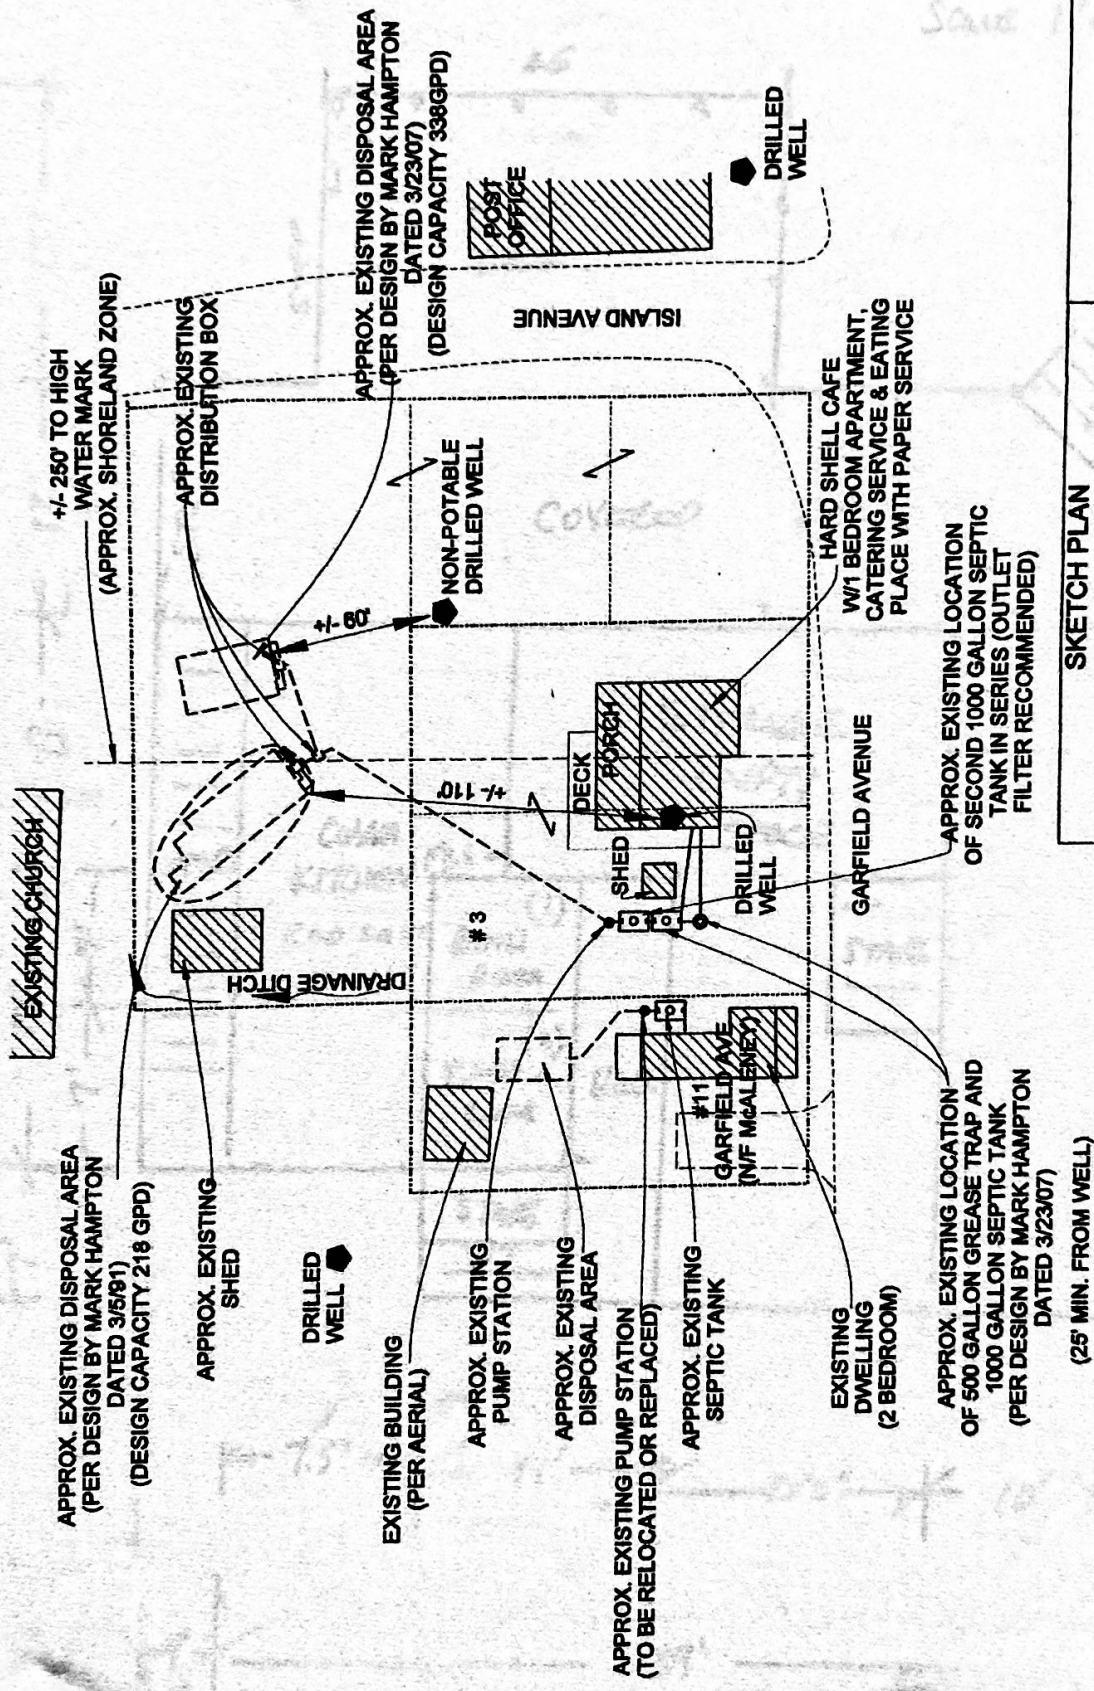 EXISTING CHURCH
+/- 250' TO HIGH
WATER MARK
(APPROX. SHORELAND ZONE)
APPROX. EXISTING DISPOSAL AREA
(PER DESIGN BY MARK HAMPTON
DATED 3/5/91)
(DESIGN CAPACITY 218 GPD)
APPROX. EXISTING
DISTRIBUTION BOX
APPROX. EXISTING
SHED
APPROX. EXISTING DISPOSAL AREA
(PER DESIGN BY MARK HAMPTON
DATED 3/23/07)
(DESIGN CAPACITY 338GPD)
DRAINAGE DITCH
+/- 60'
DRILLED
WELL
NON-POTABLE
DRILLED WELL
EXISTING BUILDING
(PER AERIAL)
+/- 110'
# 3
POST
OFFICE
ISLAND AVENUE
APPROX. EXISTING
PUMP STATION
DECK
PORCH
SHED
APPROX. EXISTING
DISPOSAL AREA
APPROX. EXISTING PUMP STATION
(TO BE RELOCATED OR REPLACED)
DRILLED
WELL
#11
GARFIELD AVE
(N/F McALENEY)
DRILLED
WELL
APPROX. EXISTING
SEPTIC TANK
HARD SHELL CAFE
W/1 BEDROOM APARTMENT,
CATERING SERVICE & EATING
PLACE WITH PAPER SERVICE
EXISTING
DWELLING
(2 BEDROOM)
GARFIELD AVENUE
APPROX. EXISTING LOCATION
OF 500 GALLON GREASE TRAP AND
1000 GALLON SEPTIC TANK
(PER DESIGN BY MARK HAMPTON
DATED 3/23/07)
(25' MIN. FROM WELL)
APPROX. EXISTING LOCATION
OF SECOND 1000 GALLON SEPTIC
TANK IN SERIES (OUTLET
FILTER RECOMMENDED)
SKETCH PLAN